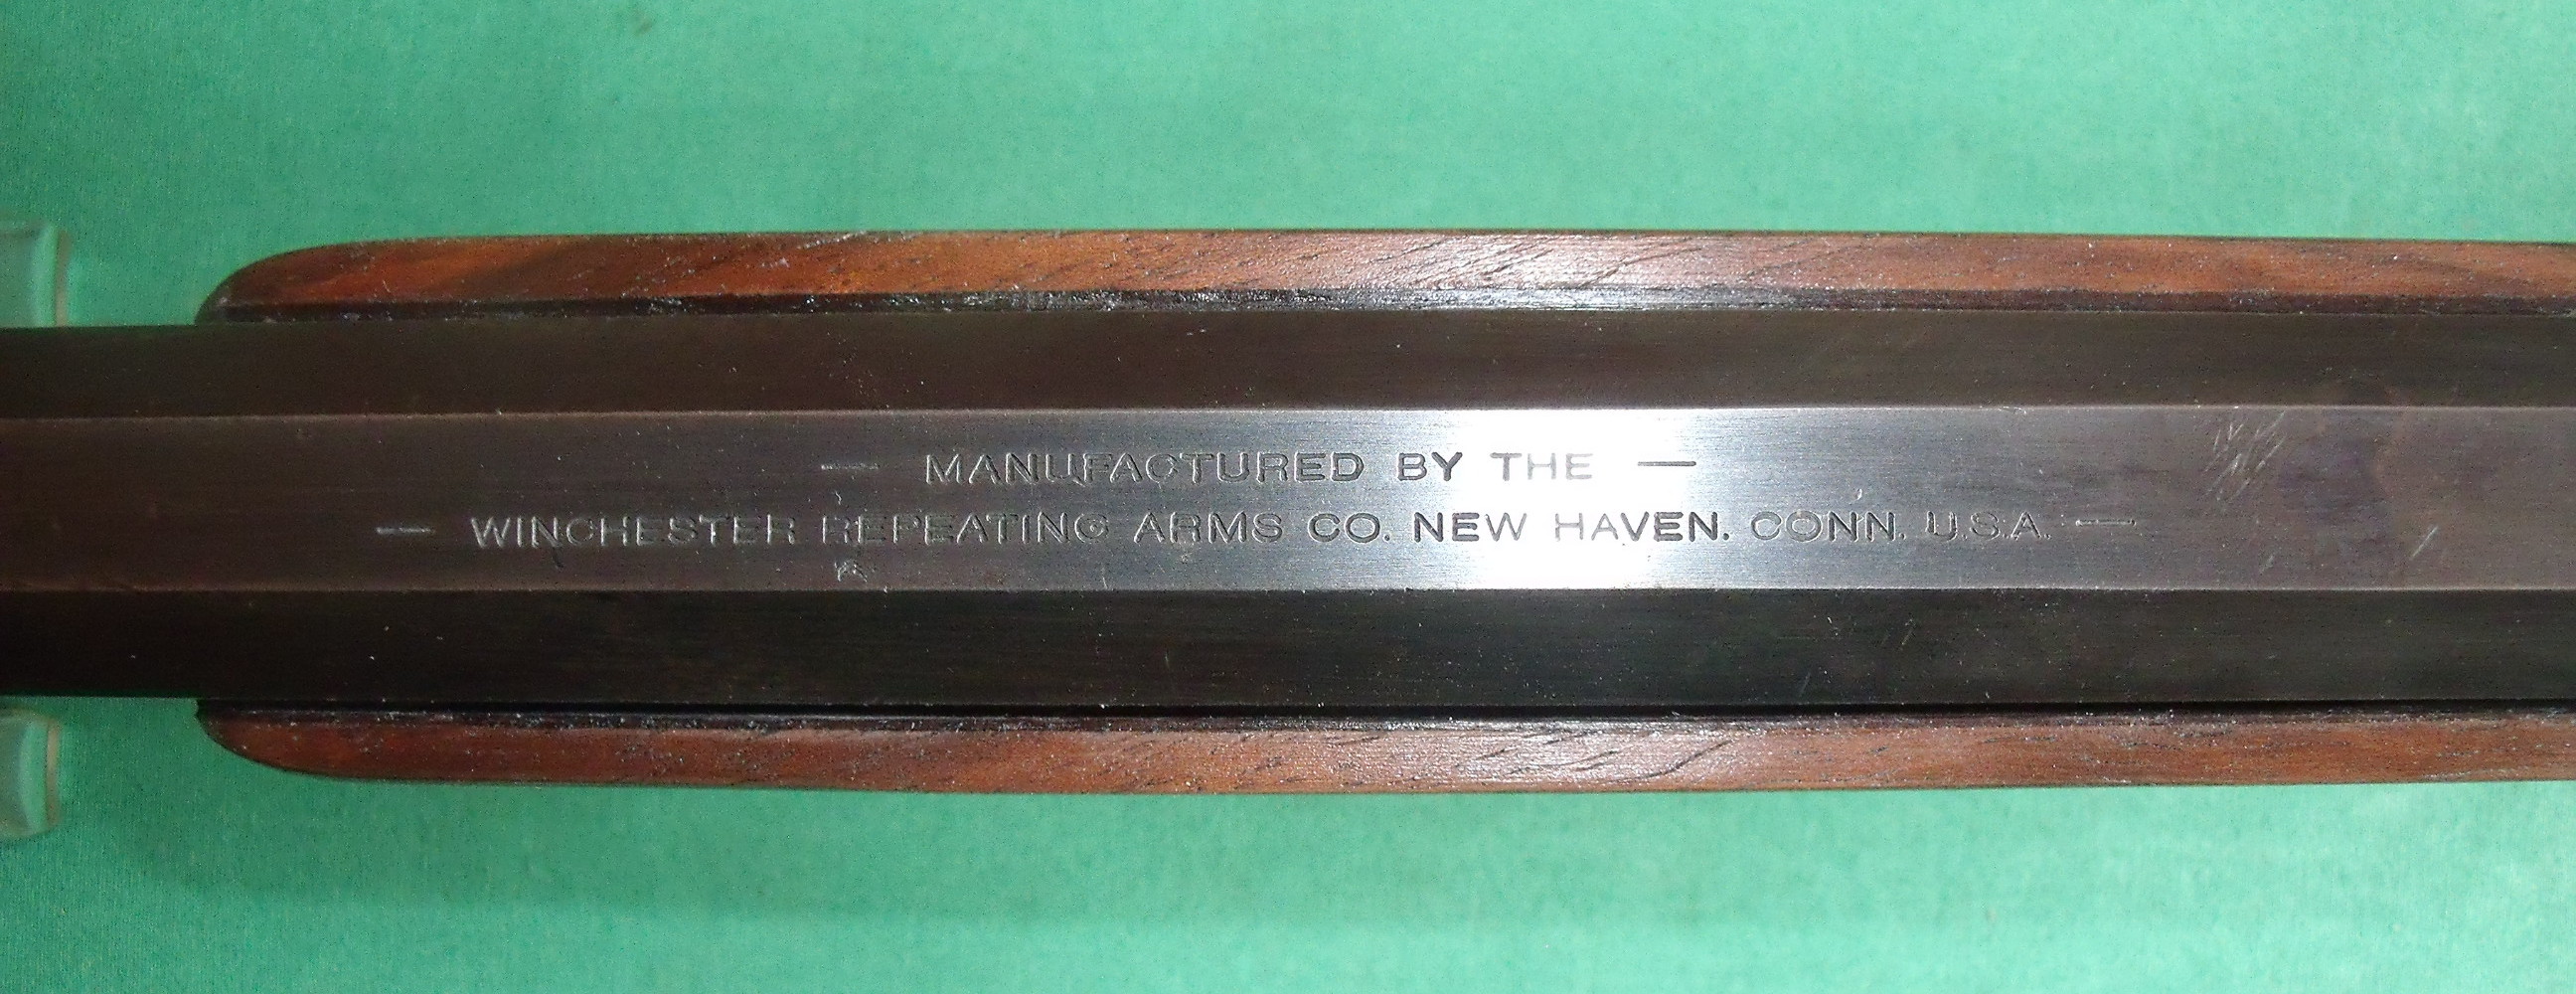 — MANUFACTURED BY THE —
— WINCHESTER REPEATING ARMS CO. NEW HAVEN. CONN. U.S.A. —